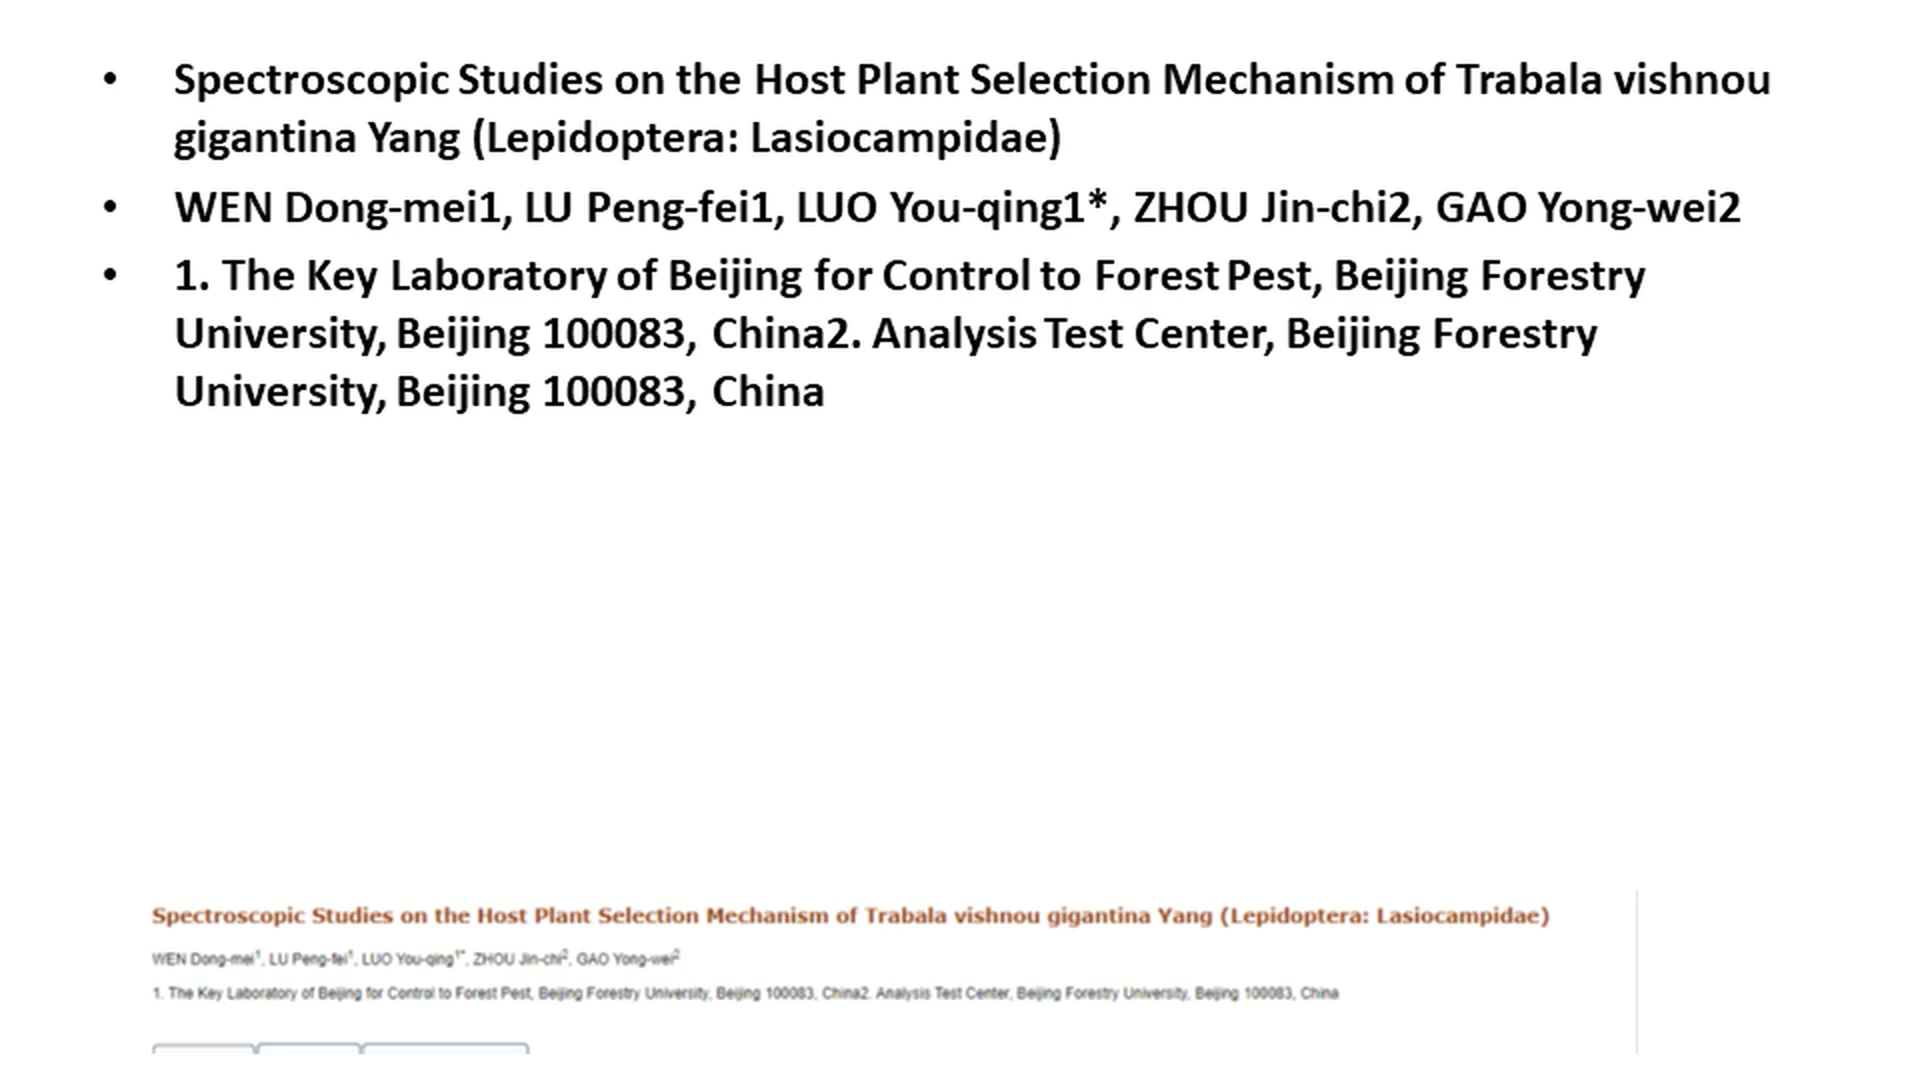 • Spectroscopic Studies on the Host Plant Selection Mechanism of Trabala vishnou
gigantina Yang (Lepidoptera: Lasiocampidae)
• WEN Dong-mei1, LU Peng-fei1, LUO You-qing1*, ZHOU Jin-chi2, GAO Yong-wei2
• 1. The Key Laboratory of Beijing for Control to Forest Pest, Beijing Forestry
University, Beijing 100083, China2. Analysis Test Center, Beijing Forestry
University, Beijing 100083, China
Spectroscopic Studies on the Host Plant Selection Mechanism of Trabala vishnou gigantina Yang (Lepidoptera: Lasiocampidae)
WEN Dong-mei¹, LU Peng-fei¹, LUO You-qing¹*, ZHOU Jin-chi², GAO Yong-wei²
1. The Key Laboratory of Beijing for Control to Forest Pest, Beijing Forestry University, Beijing 100083, China2. Analysis Test Center, Beijing Forestry University, Beijing 100083, China